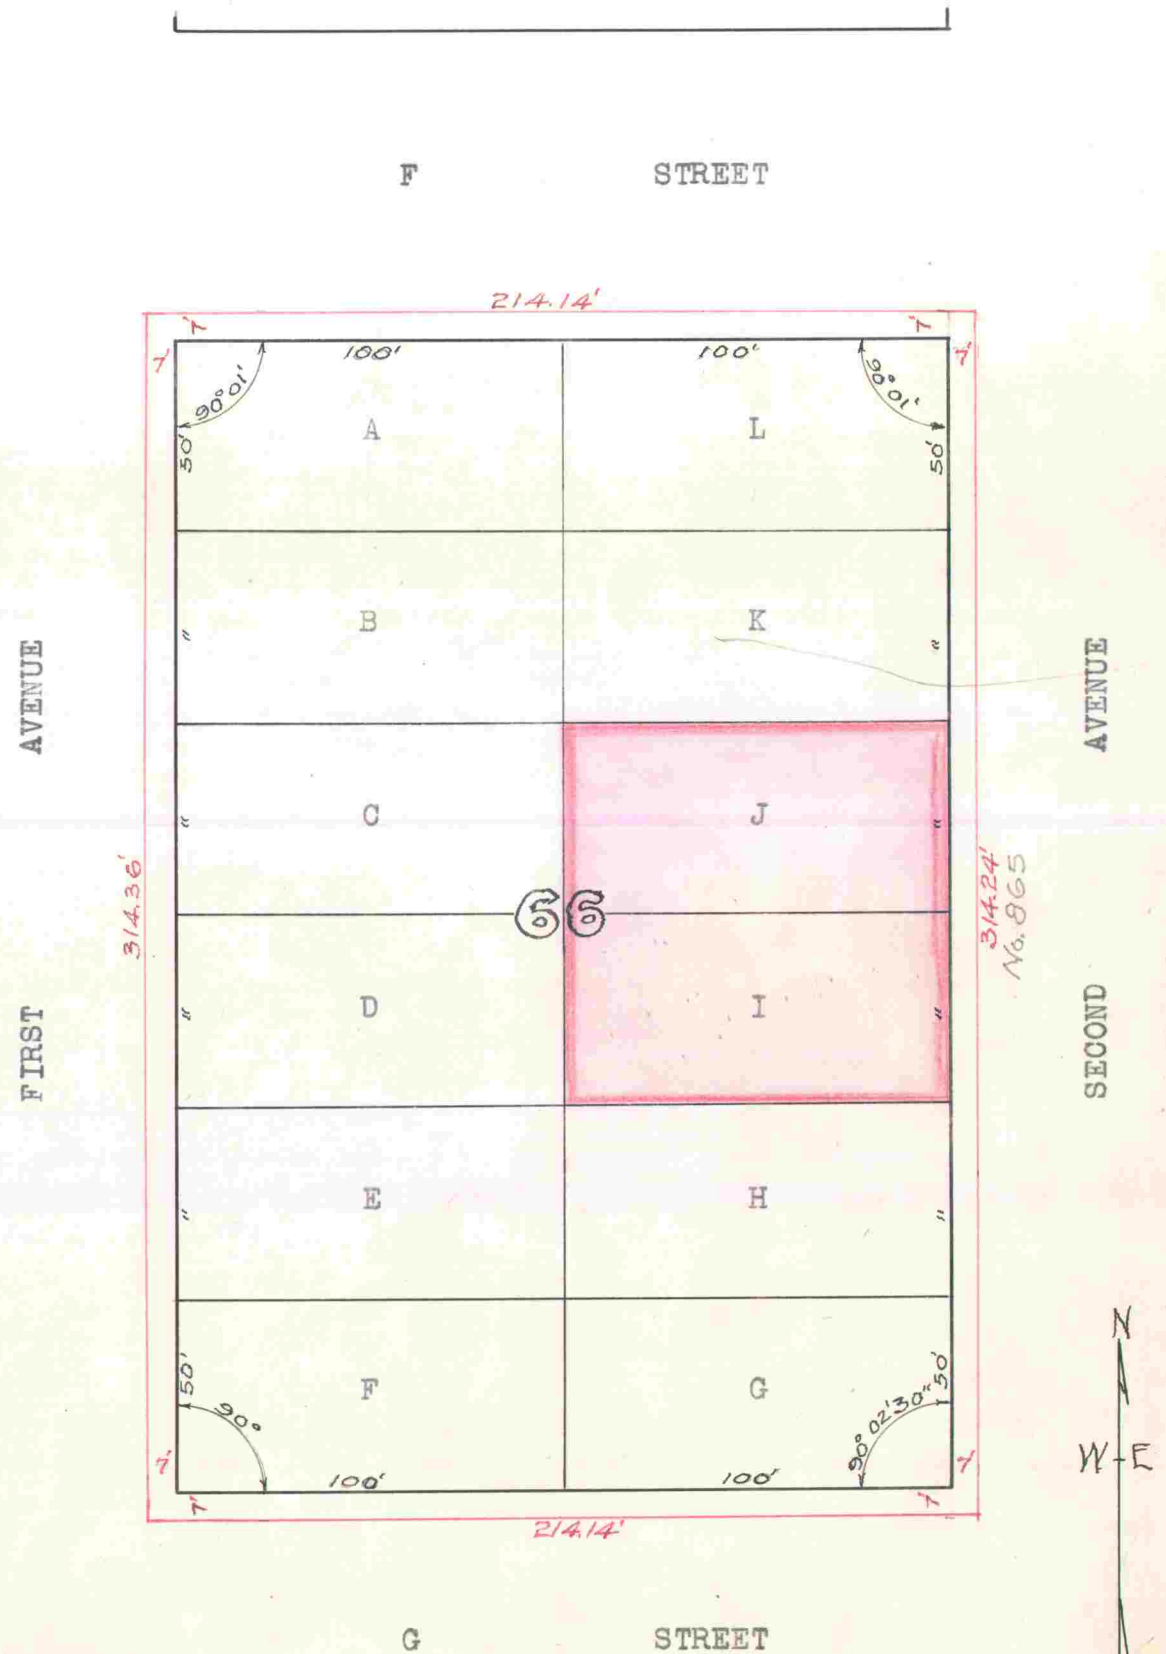 F STREET
214.14'
7' 7'
7' 100' 100' 7'
90°01' 90°01'
A L
50' 50'
B K
" "
AVENUE AVENUE
C J
" "
314.36' 314.24'
No. 865
66
D I
" "
FIRST SECOND
E H
" "
N
50' 50'
F G
90° 90°02'30"
W E
7' 100' 100' 7'
7' 7'
214.14'
G STREET